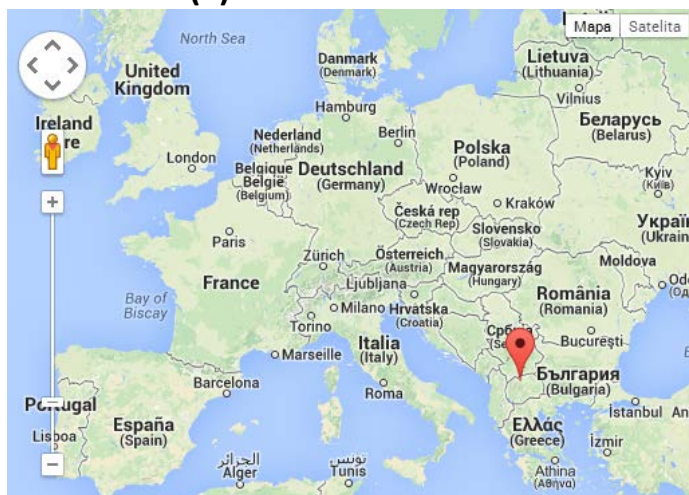 North Sea
Mapa
Satelita
United
Kingdom
Danmark
(Denmark)
Lietuva
(Lithuania)
Vilnius
Hamburg
Беларусь
(Belarus)
Ireland
Nederland
(Netherlands)
Berlin
Polska
(Poland)
London
Belgique
België
(Belgium)
Deutschland
(Germany)
Wrocław
Kraków
Kyiv
(Київ)
Česká rep
(Czech Rep)
Slovensko
(Slovakia)
Paris
Zürich
Österreich
(Austria)
Magyarország
(Hungary)
Moldova
France
Ljubljana
România
(Romania)
Bay of
Biscay
Milano
Hrvatska
(Croatia)
Torino
București
Marseille
Italia
(Italy)
Barcelona
Roma
България
(Bulgaria)
Portugal
España
(Spain)
İstanbul
Lisboa
Ελλάς
(Greece)
İzmir
الجزائر
Alger
تونس
Tunis
Athina
(Αθήνα)